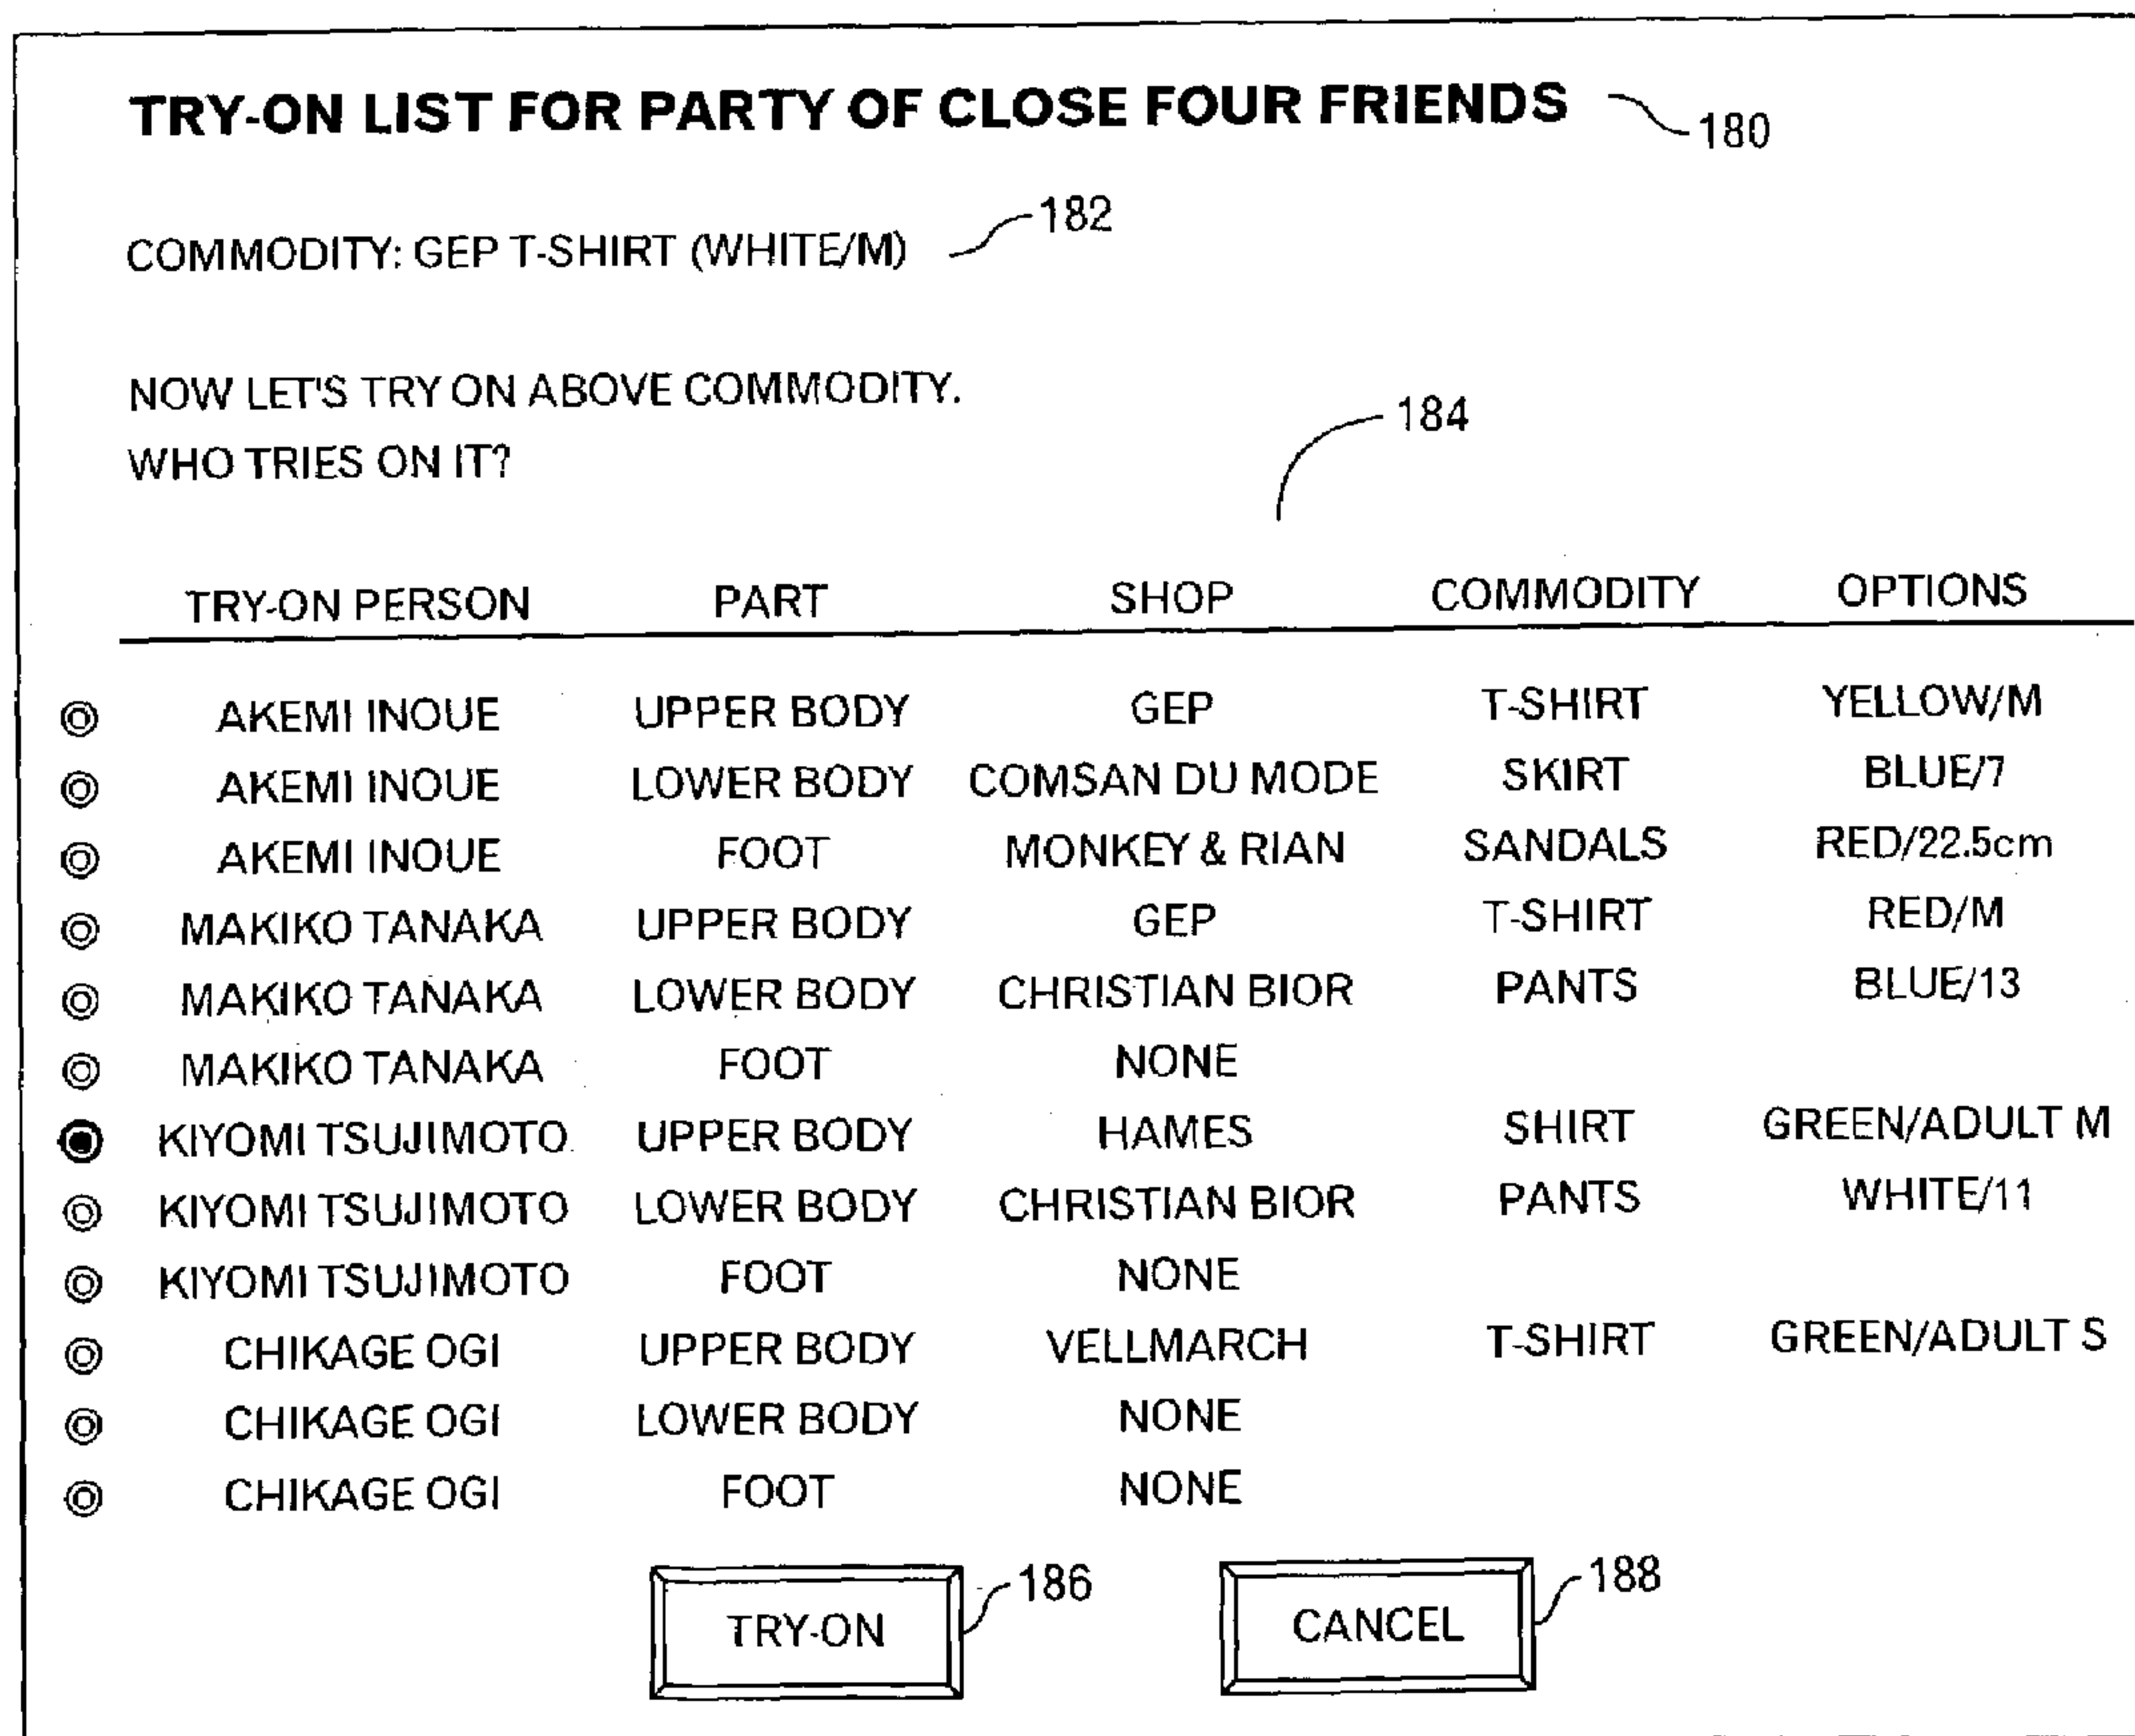 TRY-ON LIST FOR PARTY OF CLOSE FOUR FRIENDS 180
182
COMMODITY: GEP T-SHIRT (WHITE/M)
NOW LET'S TRY ON ABOVE COMMODITY.
184
WHO TRIES ON IT?
TRY-ON PERSON PART SHOP COMMODITY OPTIONS
AKEMI INOUE UPPER BODY GEP T-SHIRT YELLOW/M
AKEMI INOUE LOWER BODY COMSAN DU MODE SKIRT BLUE/7
AKEMI INOUE FOOT MONKEY & RIAN SANDALS RED/22.5cm
MAKIKO TANAKA UPPER BODY GEP T-SHIRT RED/M
MAKIKO TANAKA LOWER BODY CHRISTIAN BIOR PANTS BLUE/13
MAKIKO TANAKA FOOT NONE
KIYOMI TSUJIMOTO UPPER BODY HAMES SHIRT GREEN/ADULT M
KIYOMI TSUJIMOTO LOWER BODY CHRISTIAN BIOR PANTS WHITE/11
KIYOMI TSUJIMOTO FOOT NONE
CHIKAGE OGI UPPER BODY VELLMARCH T-SHIRT GREEN/ADULT S
CHIKAGE OGI LOWER BODY NONE
CHIKAGE OGI FOOT NONE
186 188
TRY-ON CANCEL